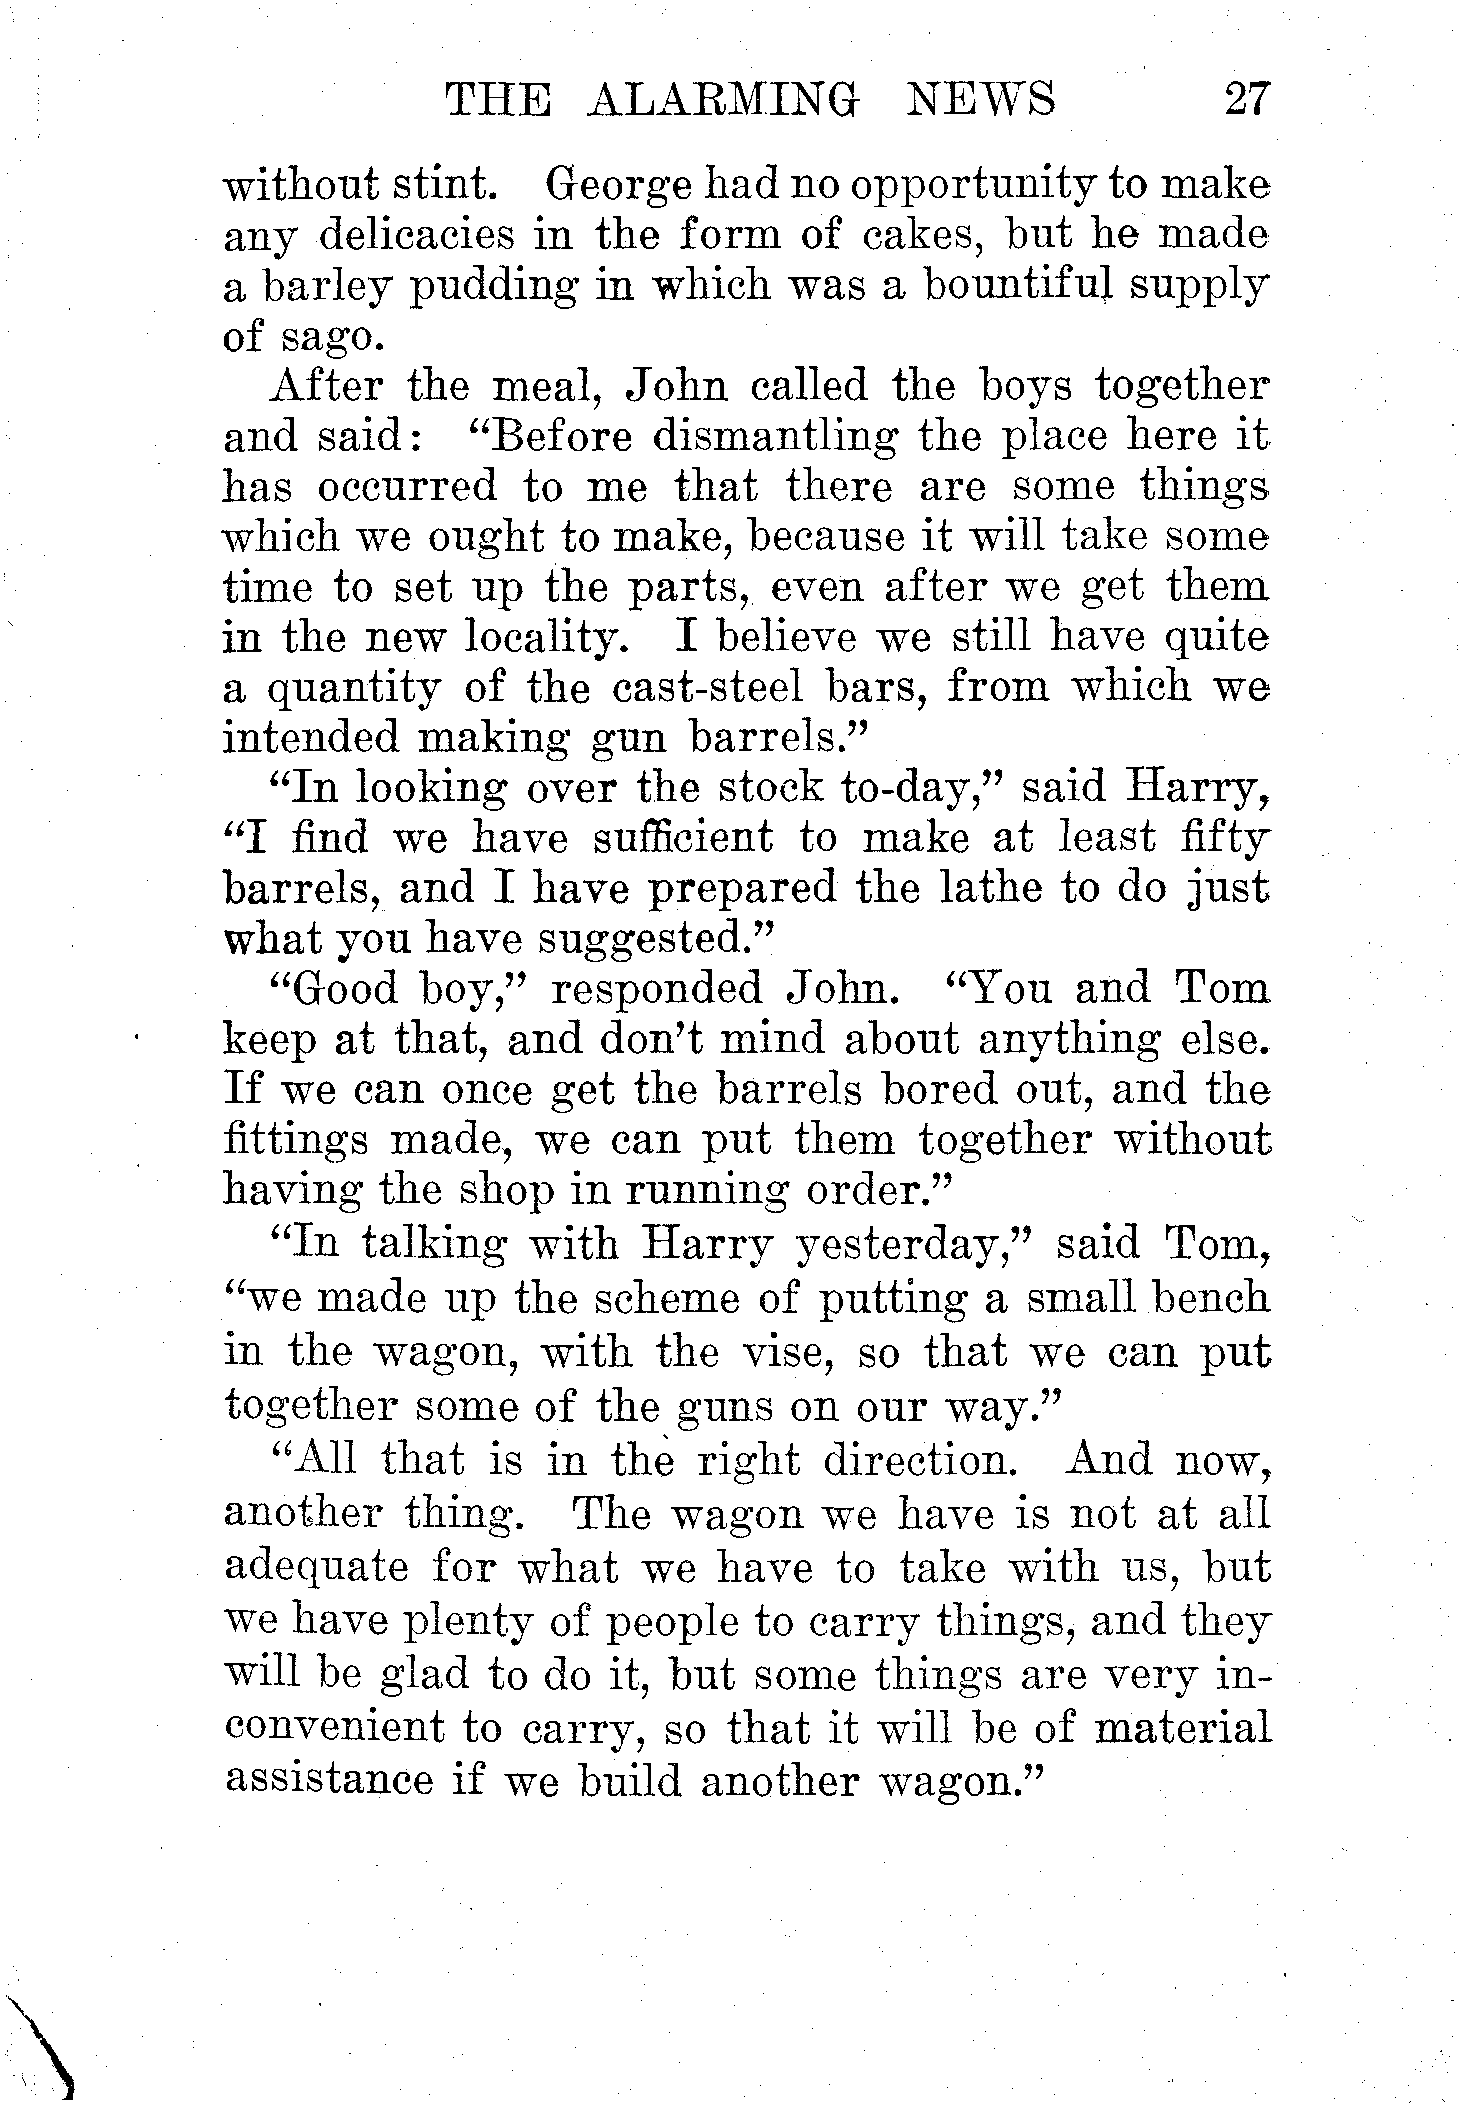 THE ALARMING NEWS 27
without stint. George had no opportunity to make
any delicacies in the form of cakes, but he made
a barley pudding in which was a bountiful supply
of sago.
After the meal, John called the boys together
and said: “Before dismantling the place here it
has occurred to me that there are some things
which we ought to make, because it will take some
time to set up the parts, even after we get them
in the new locality. I believe we still have quite
a quantity of the cast-steel bars, from which we
intended making gun barrels.”
“In looking over the stock to-day,” said Harry,
“I find we have sufficient to make at least fifty
barrels, and I have prepared the lathe to do just
what you have suggested.”
“Good boy,” responded John. “You and Tom
keep at that, and don’t mind about anything else.
If we can once get the barrels bored out, and the
fittings made, we can put them together without
having the shop in running order.”
“In talking with Harry yesterday,” said Tom,
“we made up the scheme of putting a small bench
in the wagon, with the vise, so that we can put
together some of the guns on our way.”
“All that is in the right direction. And now,
another thing. The wagon we have is not at all
adequate for what we have to take with us, but
we have plenty of people to carry things, and they
will be glad to do it, but some things are very in-
convenient to carry, so that it will be of material
assistance if we build another wagon.”